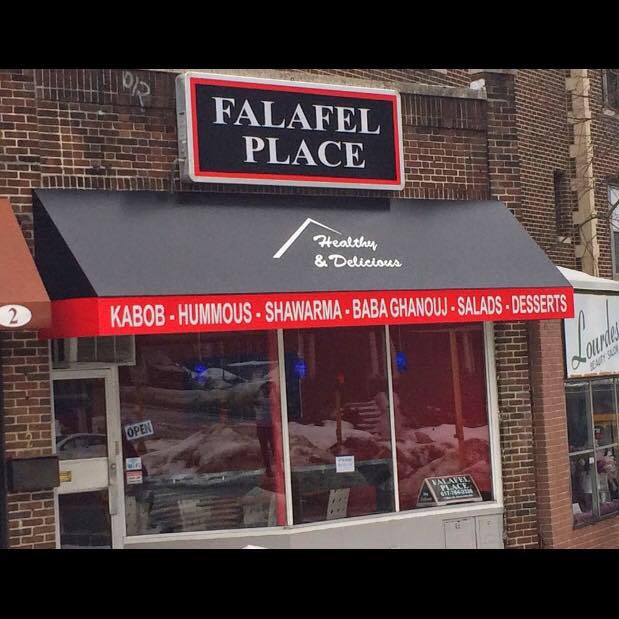 FALAFEL
PLACE
Healthy
& Delicious
KABOB - HUMMOUS - SHAWARMA - BABA GHANOUJ - SALADS - DESSERTS
2
Lourdes
BEAUTY SALON
OPEN
FALAFEL
PLACE